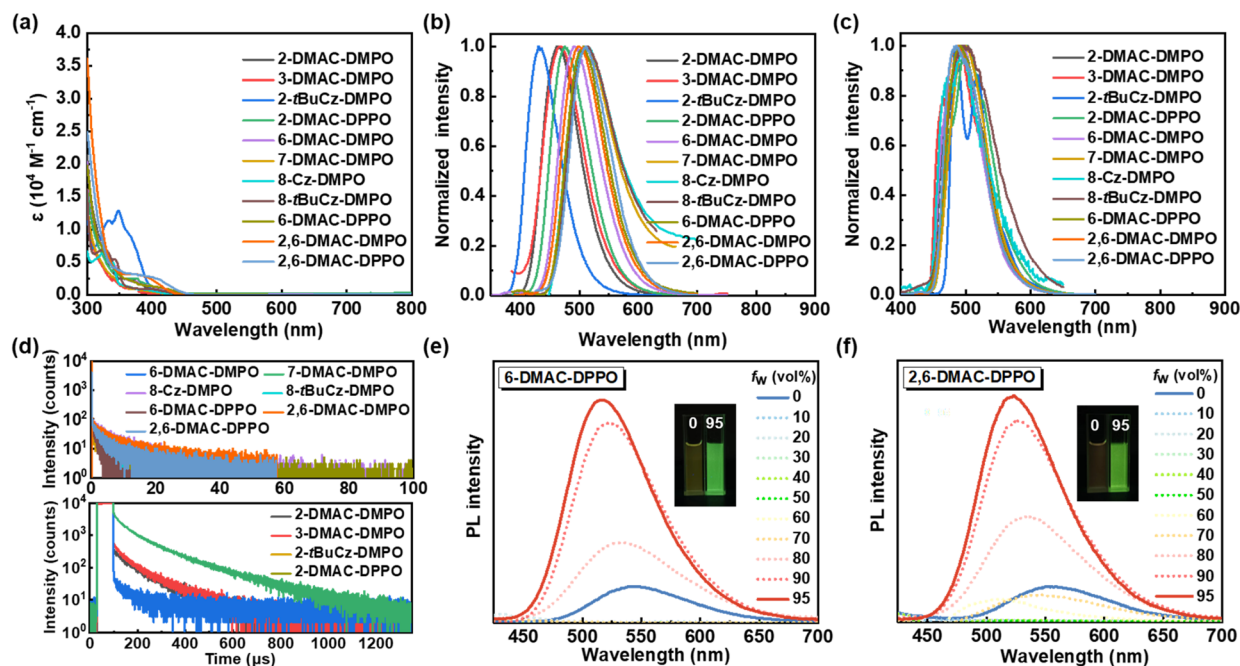 (a)
4.0
3.5
3.0
2.5
2.0
1.5
1.0
0.5
0.0
ε (10⁴ M⁻¹ cm⁻¹)
2-DMAC-DMPO
3-DMAC-DMPO
2-tBuCz-DMPO
2-DMAC-DPPO
6-DMAC-DMPO
7-DMAC-DMPO
8-Cz-DMPO
8-tBuCz-DMPO
6-DMAC-DPPO
2,6-DMAC-DMPO
2,6-DMAC-DPPO
300 400 500 600 700 800
Wavelength (nm)
(b)
1.0
0.8
0.6
0.4
0.2
0.0
Normalized intensity
2-DMAC-DMPO
3-DMAC-DMPO
2-tBuCz-DMPO
2-DMAC-DPPO
6-DMAC-DMPO
7-DMAC-DMPO
8-Cz-DMPO
8-tBuCz-DMPO
6-DMAC-DPPO
2,6-DMAC-DMPO
2,6-DMAC-DPPO
400 500 600 700 800 900
Wavelength (nm)
(c)
1.0
0.8
0.6
0.4
0.2
0.0
Normalized intensity
2-DMAC-DMPO
3-DMAC-DMPO
2-tBuCz-DMPO
2-DMAC-DPPO
6-DMAC-DMPO
7-DMAC-DMPO
8-Cz-DMPO
8-tBuCz-DMPO
6-DMAC-DPPO
2,6-DMAC-DMPO
2,6-DMAC-DPPO
400 500 600 700 800 900
Wavelength (nm)
(d)
10⁴
10³
10²
10¹
10⁰
Intensity (counts)
6-DMAC-DMPO 7-DMAC-DMPO
8-Cz-DMPO 8-tBuCz-DMPO
6-DMAC-DPPO 2,6-DMAC-DMPO
2,6-DMAC-DPPO
0 20 40 60 80 100
10⁴
10³
10²
10¹
10⁰
Intensity (counts)
2-DMAC-DMPO
3-DMAC-DMPO
2-tBuCz-DMPO
2-DMAC-DPPO
0 200 400 600 800 1000 1200
Time (μs)
(e)
6-DMAC-DPPO
PL intensity
0 95
fW (vol%)
0
10
20
30
40
50
60
70
80
90
95
450 500 550 600 650 700
Wavelength (nm)
(f)
2,6-DMAC-DPPO
PL intensity
0 95
fW (vol%)
0
10
20
30
40
50
60
70
80
90
95
450 500 550 600 650 700
Wavelength (nm)